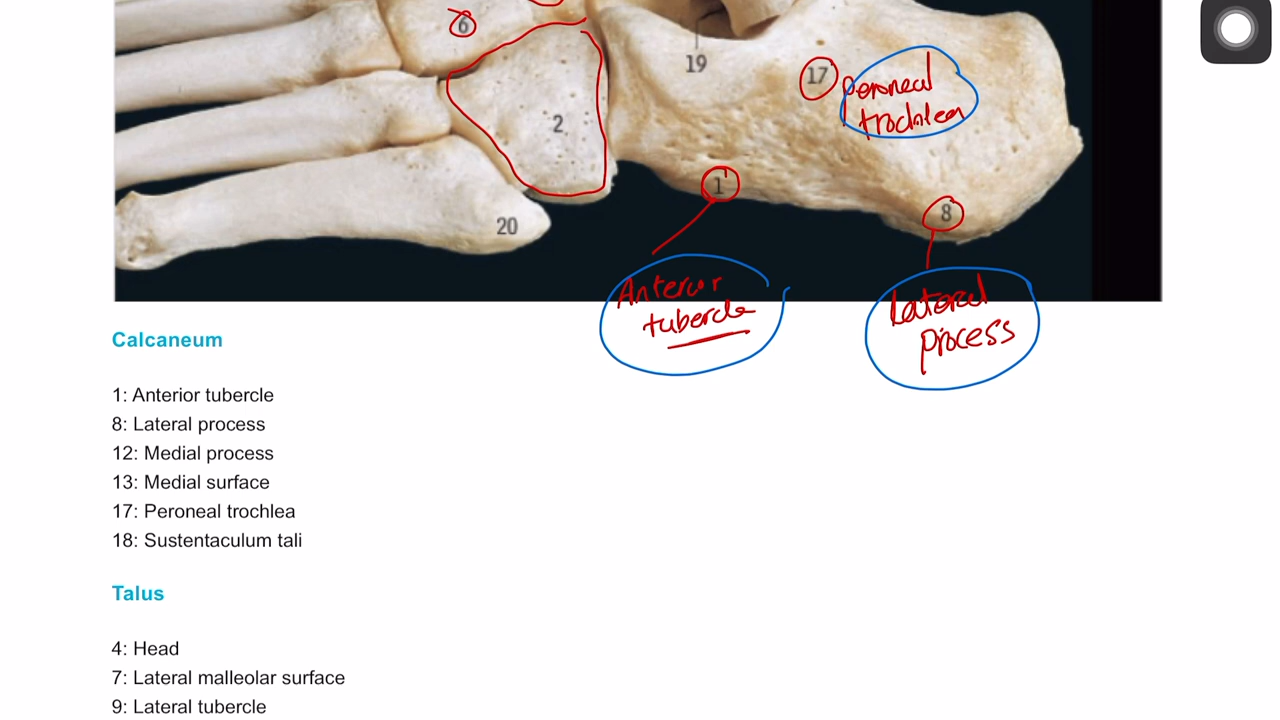 6
19
17
Peroneal
trochlea
2
1
8
20
Anterior
tubercle
Lateral
process
Calcaneum
1: Anterior tubercle
8: Lateral process
12: Medial process
13: Medial surface
17: Peroneal trochlea
18: Sustentaculum tali
Talus
4: Head
7: Lateral malleolar surface
9: Lateral tubercle